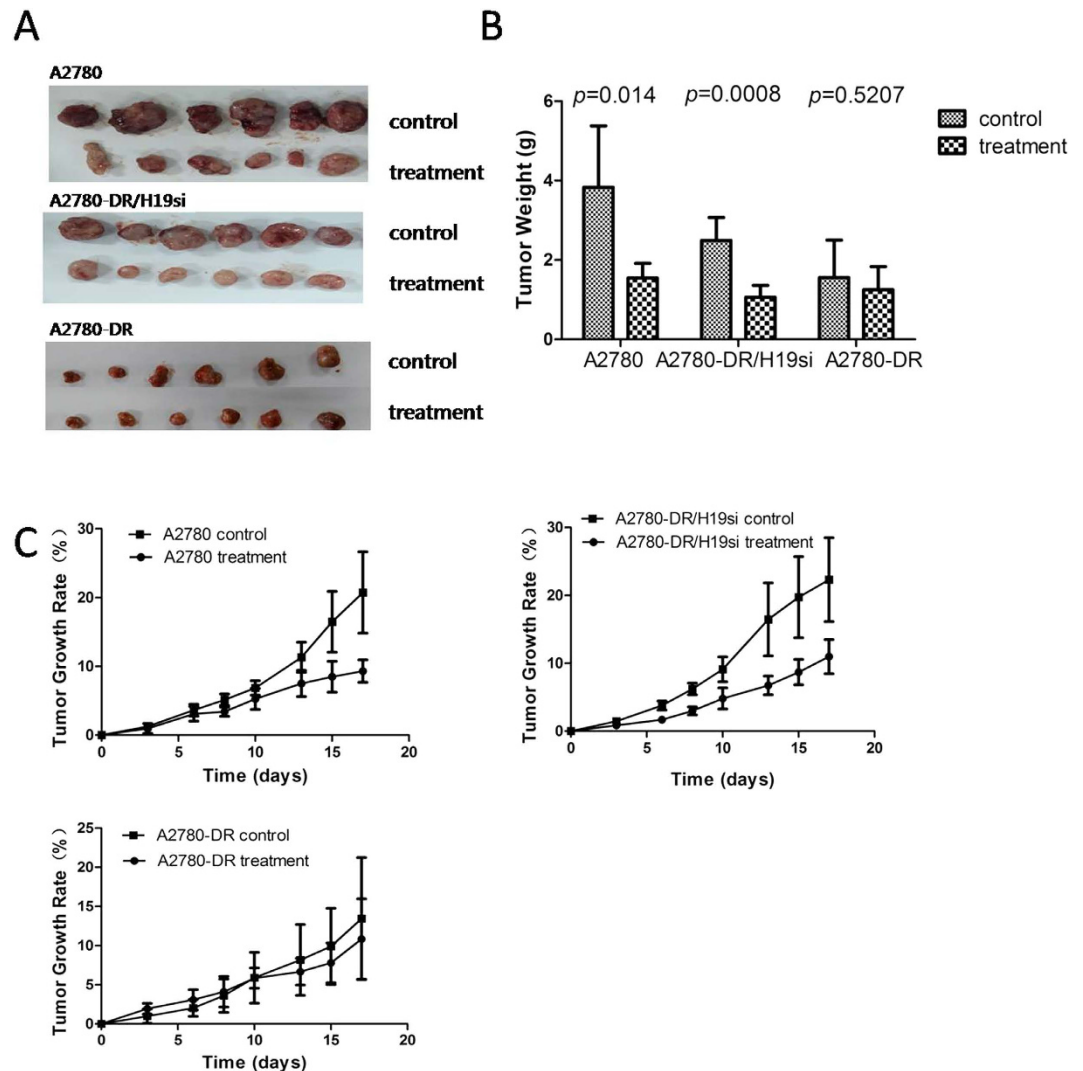 A
A2780
control
treatment
A2780-DR/H19si
control
treatment
A2780-DR
control
treatment
B
p=0.014 p=0.0008 p=0.5207
6
4
2
0
Tumor Weight (g)
A2780 A2780-DR/H19si A2780-DR
control
treatment
C
A2780 control
A2780 treatment
30
20
10
0
Tumor Growth Rate (%)
0 5 10 15 20
Time (days)
A2780-DR/H19si control
A2780-DR/H19si treatment
30
20
10
0
Tumor Growth Rate (%)
0 5 10 15 20
Time (days)
A2780-DR control
A2780-DR treatment
25
20
15
10
5
0
Tumor Growth Rate (%)
0 5 10 15 20
Time (days)